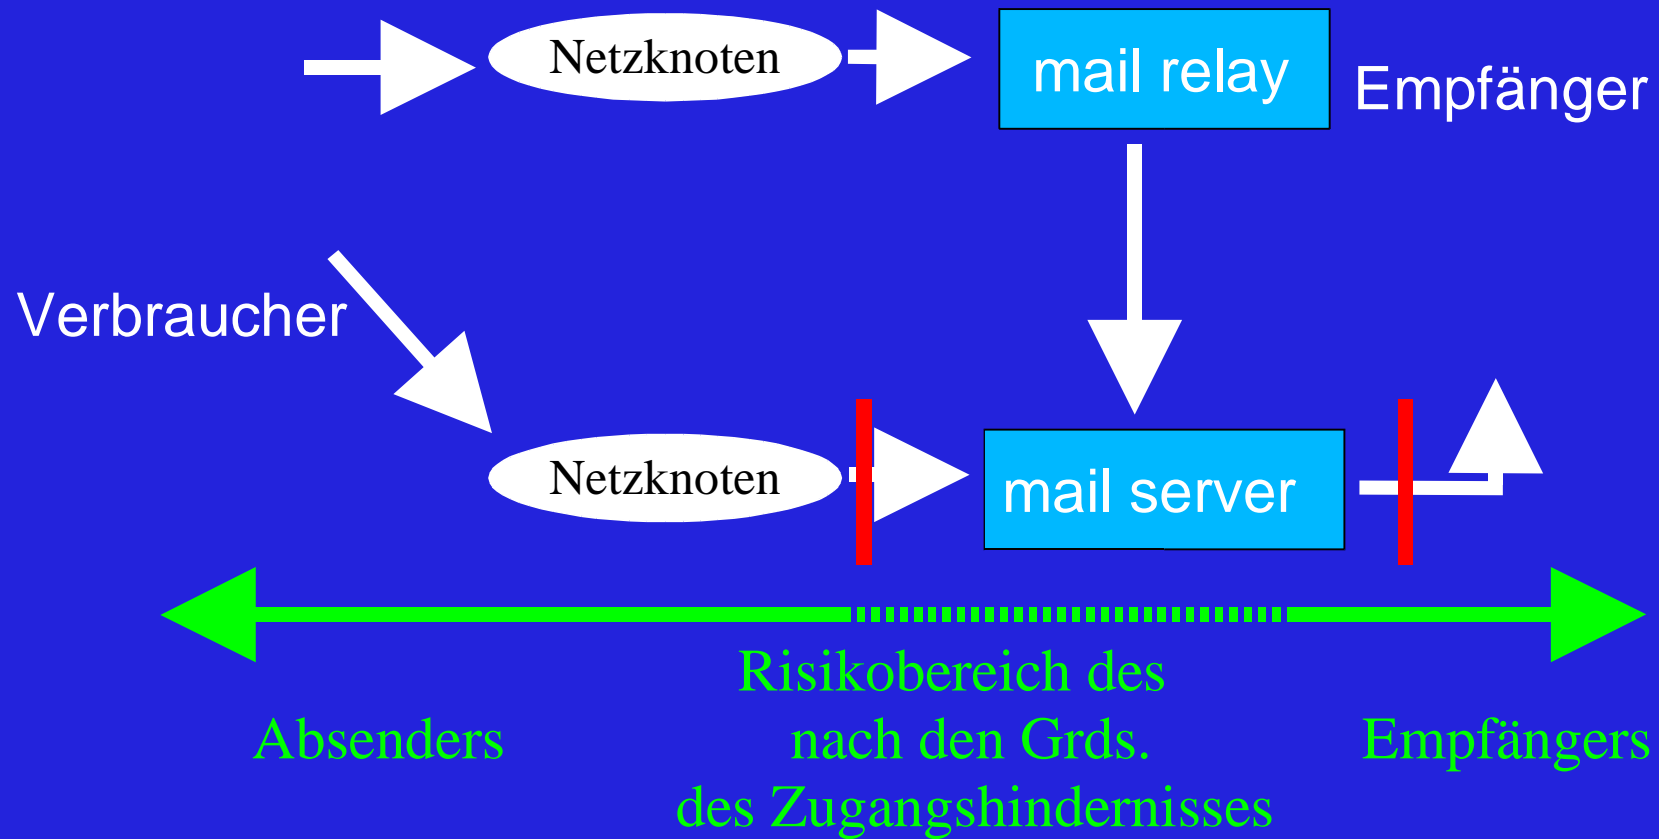 Netzknoten
mail relay
Empfänger
Verbraucher
Netzknoten
mail server
Risikobereich des
Absenders
nach den Grds.
Empfängers
des Zugangshindernisses